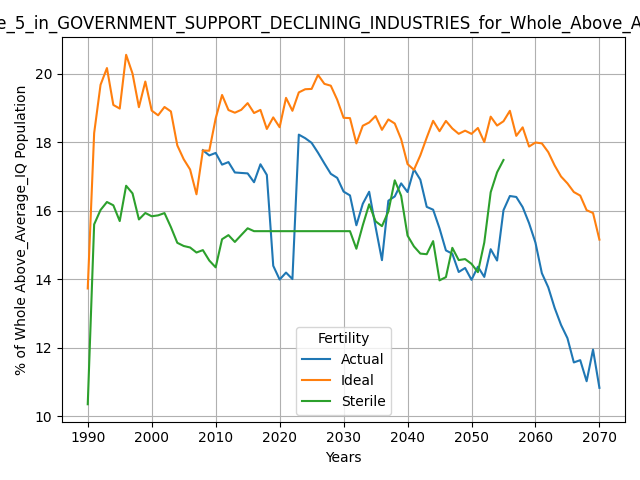 e_5_in_GOVERNMENT_SUPPORT_DECLINING_INDUSTRIES_for_Whole_Above_A
% of Whole Above_Average_IQ Population
20
18
16
14
12
10
1990 2000 2010 2020 2030 2040 2050 2060 2070
Years
Fertility
Actual
Ideal
Sterile